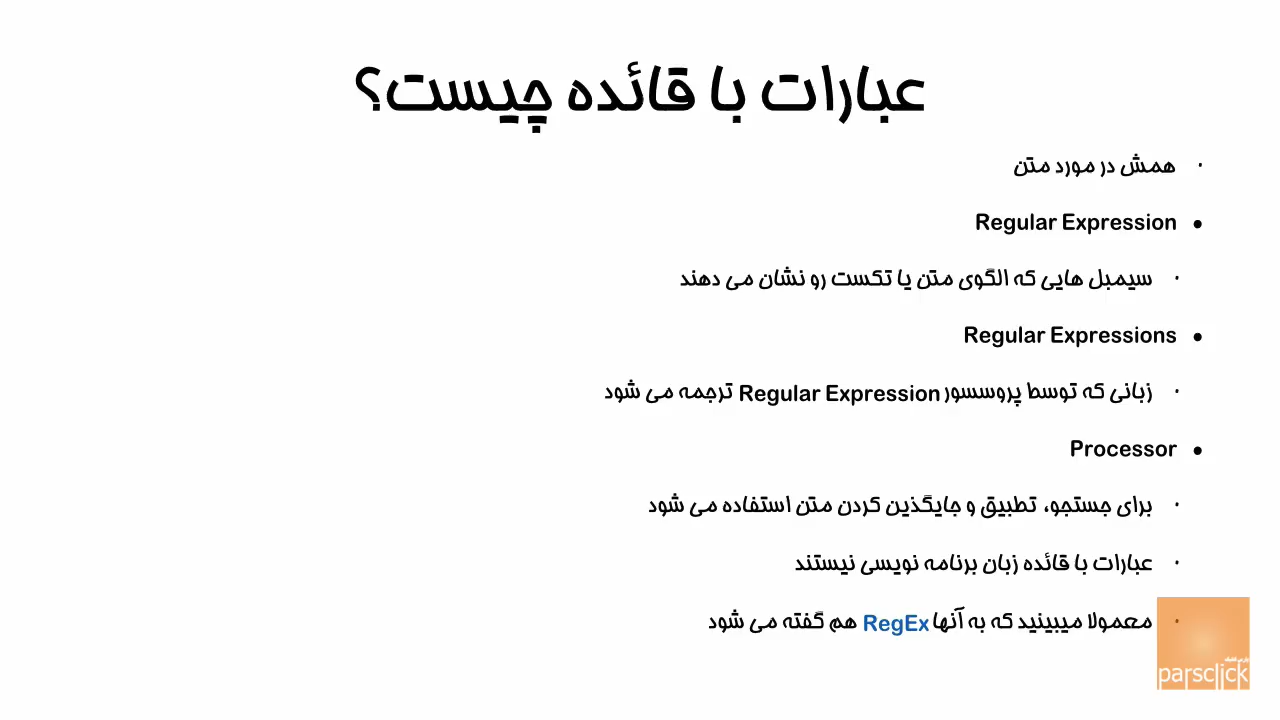 عبارات با قائده چیست؟
· همش در مورد متن
• Regular Expression
· سیمبل هایی که الگوی متن یا تکست رو نشان می دهند
• Regular Expressions
· زبانی که توسط پروسسور Regular Expression ترجمه می شود
• Processor
· برای جستجو، تطبیق و جایگذین کردن متن استفاده می شود
· عبارات با قائده زبان برنامه نویسی نیستند
· معمولا میبینید که به آنها RegEx هم گفته می شود
پارس کلیک
parsclick